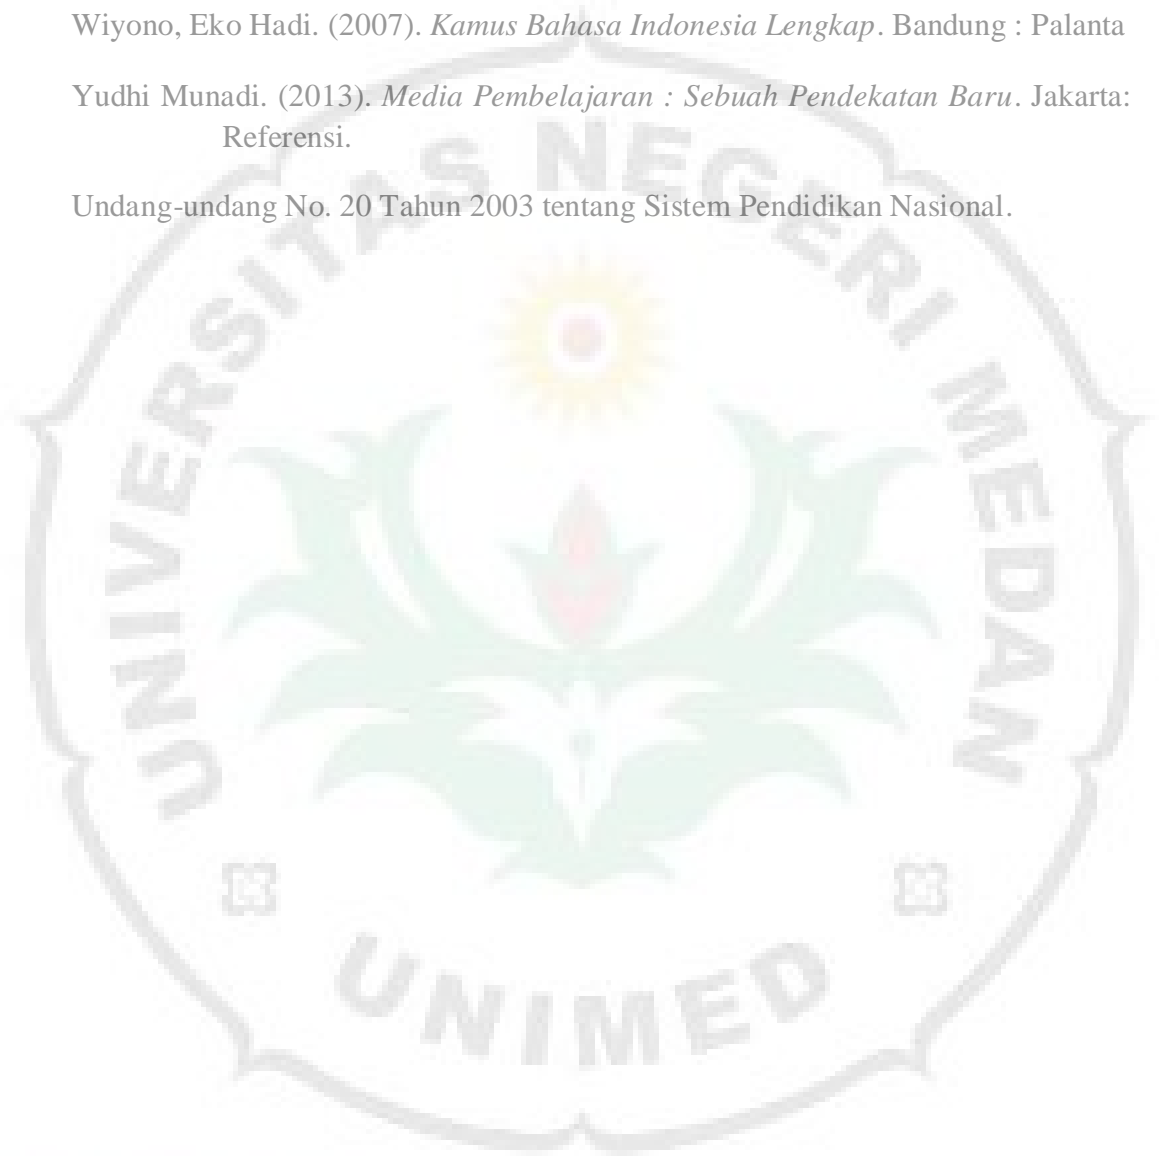 Wiyono, Eko Hadi. (2007). Kamus Bahasa Indonesia Lengkap. Bandung : Palanta
Yudhi Munadi. (2013). Media Pembelajaran : Sebuah Pendekatan Baru. Jakarta:
Referensi.
Undang-undang No. 20 Tahun 2003 tentang Sistem Pendidikan Nasional.
UNIVERSITAS NEGERI MEDAN
UNIMED